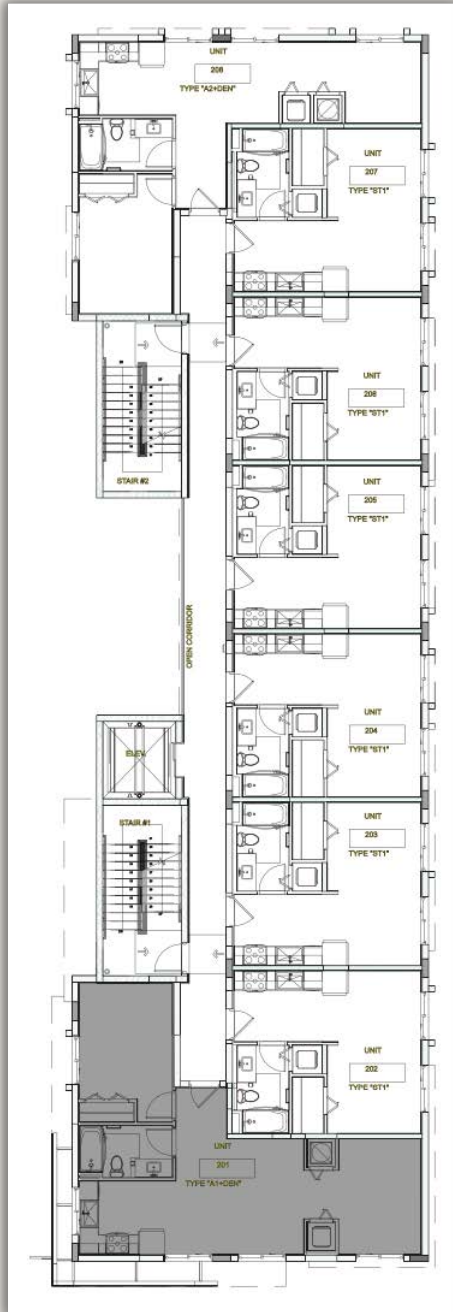 UNIT
208
TYPE "A2+DEN"
UNIT
207
TYPE "ST1"
UNIT
206
TYPE "ST1"
STAIR #2
UNIT
205
TYPE "ST1"
OPEN CORRIDOR
UNIT
204
TYPE "ST1"
ELEV.
STAIR #1
UNIT
203
TYPE "ST1"
UNIT
202
TYPE "ST1"
UNIT
201
TYPE "A1+DEN"